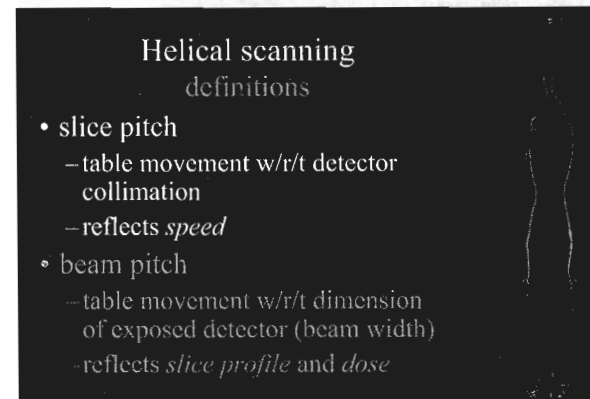 Helical scanning
definitions
• slice pitch
–table movement w/r/t detector
collimation
–reflects speed
• beam pitch
–table movement w/r/t dimension
of exposed detector (beam width)
-reflects slice profile and dose